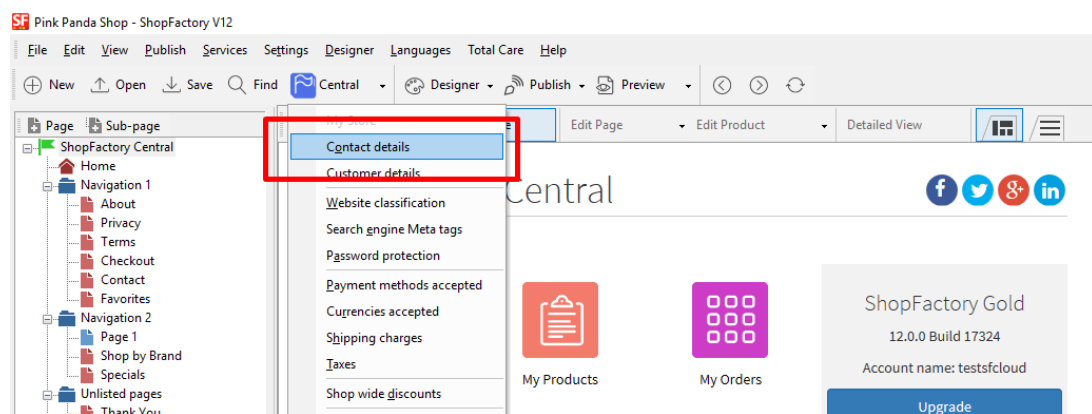 SF Pink Panda Shop - ShopFactory V12
File Edit View Publish Services Settings Designer Languages Total Care Help
New Open Save Find Central Designer Publish Preview
Page Sub-page
My Store
Edit Page Edit Product Detailed View
ShopFactory Central
Home
Navigation 1
About
Privacy
Terms
Checkout
Contact
Favorites
Navigation 2
Page 1
Shop by Brand
Specials
Unlisted pages
Thank You
Contact details
Customer details
Website classification
Search engine Meta tags
Password protection
Payment methods accepted
Currencies accepted
Shipping charges
Taxes
Shop wide discounts
Central
f g+ in
My Products
My Orders
ShopFactory Gold
12.0.0 Build 17324
Account name: testsfcloud
Upgrade